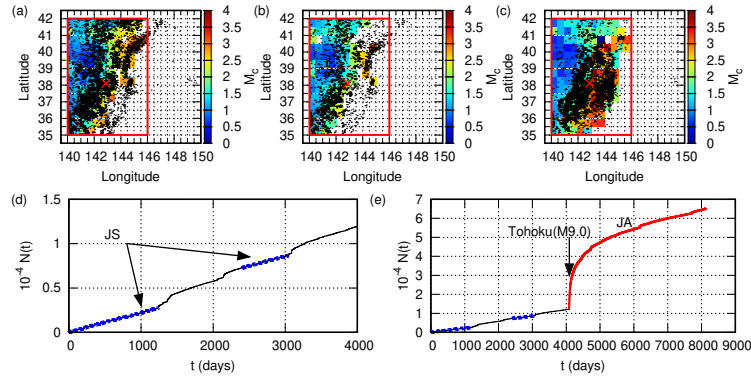 (a)
42
41
40
39
38
37
36
35
Latitude
140 142 144 146 148 150
Longitude
4
3.5
3
2.5
2
1.5
1
0.5
0
Mc
(b)
42
41
40
39
38
37
36
35
Latitude
140 142 144 146 148 150
Longitude
4
3.5
3
2.5
2
1.5
1
0.5
0
Mc
(c)
42
41
40
39
38
37
36
35
Latitude
140 142 144 146 148 150
Longitude
4
3.5
3
2.5
2
1.5
1
0.5
0
Mc
(d)
1.5
1
0.5
0
10⁻⁴ N(t)
JS
0 1000 2000 3000 4000
t (days)
(e)
7
6
5
4
3
2
1
0
10⁻⁴ N(t)
Tohoku(M9.0)
JA
0 1000 2000 3000 4000 5000 6000 7000 8000 9000
t (days)